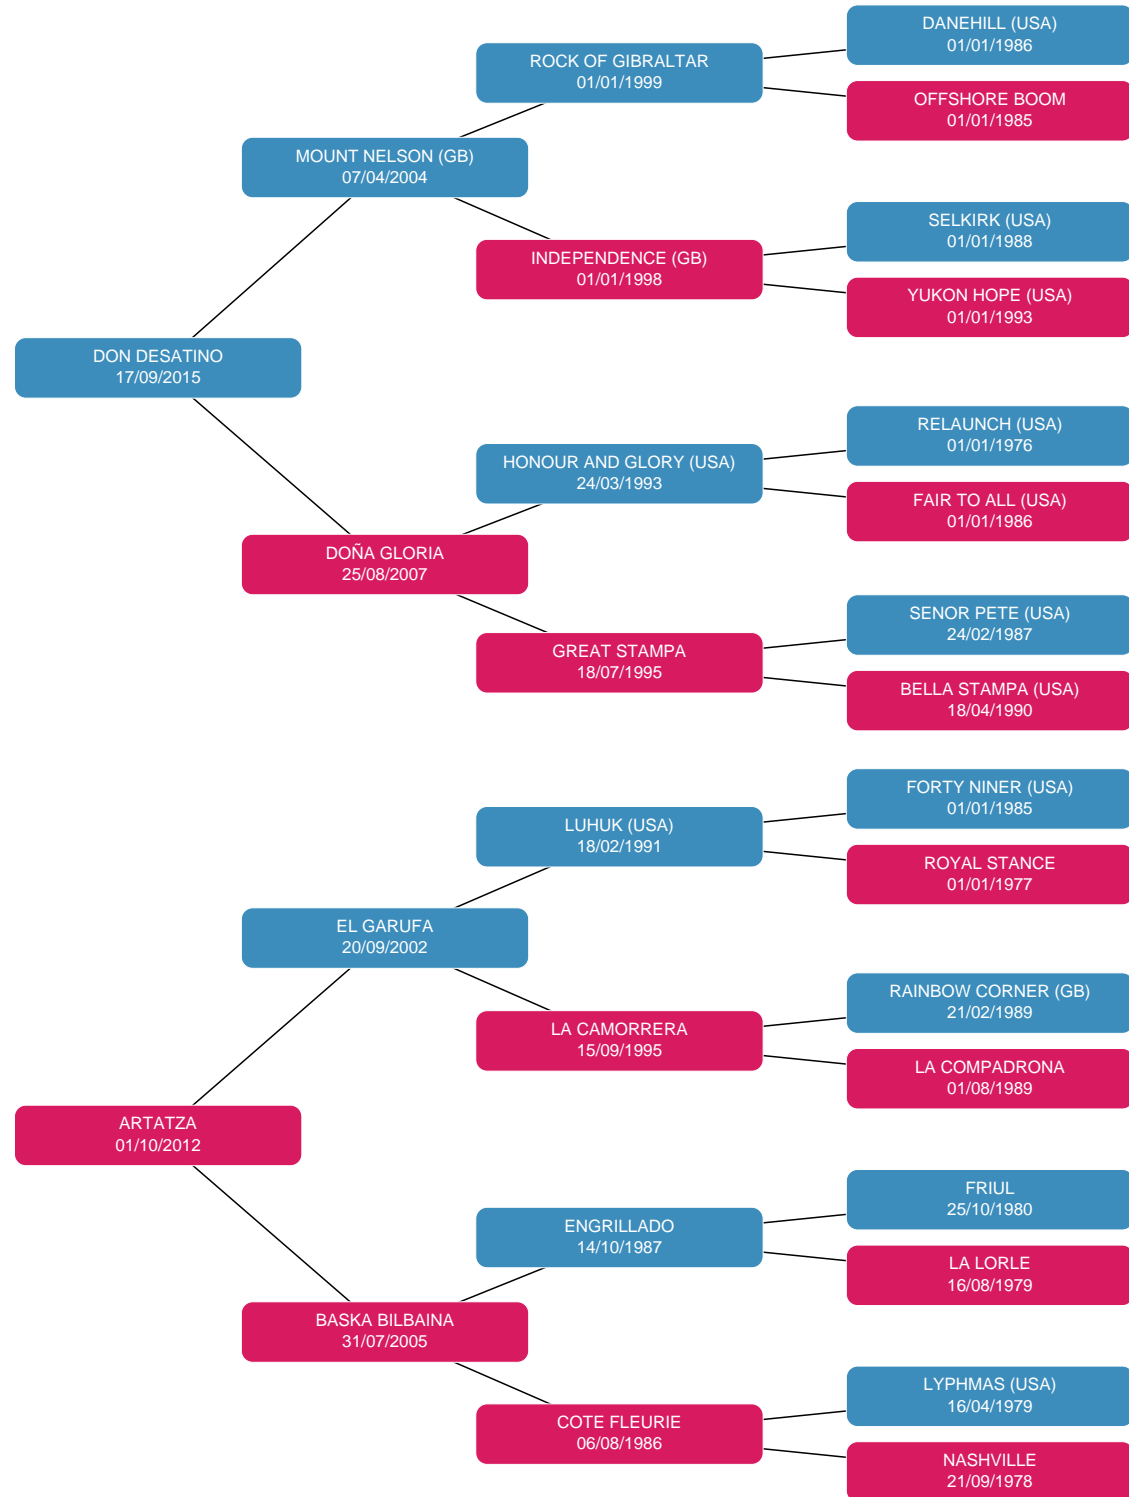 DANEHILL (USA)
01/01/1986
ROCK OF GIBRALTAR
01/01/1999
OFFSHORE BOOM
01/01/1985
MOUNT NELSON (GB)
07/04/2004
SELKIRK (USA)
01/01/1988
INDEPENDENCE (GB)
01/01/1998
YUKON HOPE (USA)
01/01/1993
DON DESATINO
17/09/2015
RELAUNCH (USA)
01/01/1976
HONOUR AND GLORY (USA)
24/03/1993
FAIR TO ALL (USA)
01/01/1986
DOÑA GLORIA
25/08/2007
SENOR PETE (USA)
24/02/1987
GREAT STAMPA
18/07/1995
BELLA STAMPA (USA)
18/04/1990
FORTY NINER (USA)
01/01/1985
LUHUK (USA)
18/02/1991
ROYAL STANCE
01/01/1977
EL GARUFA
20/09/2002
RAINBOW CORNER (GB)
21/02/1989
LA CAMORRERA
15/09/1995
LA COMPADRONA
01/08/1989
ARTATZA
01/10/2012
FRIUL
25/10/1980
ENGRILLADO
14/10/1987
LA LORLE
16/08/1979
BASKA BILBAINA
31/07/2005
LYPHMAS (USA)
16/04/1979
COTE FLEURIE
06/08/1986
NASHVILLE
21/09/1978